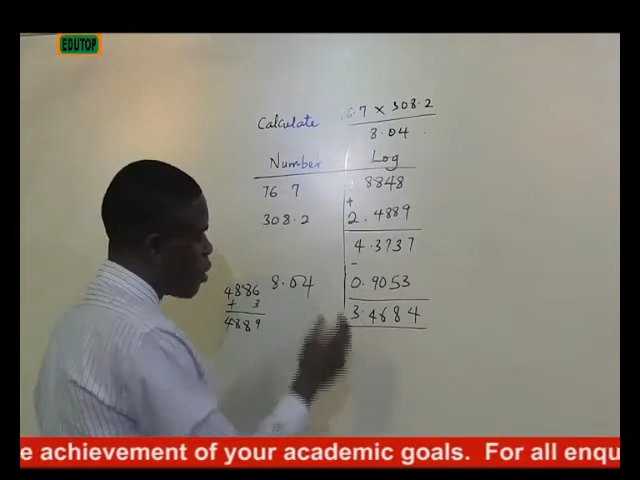 EDUTOP
Calculate 6.7 × 308.2
8.04
Number Log
76.7 8848
+
308.2 2.4889
4.3737
-
8.04 0.9053
3.4684
4886
+ 3
4889
e achievement of your academic goals. For all enqu